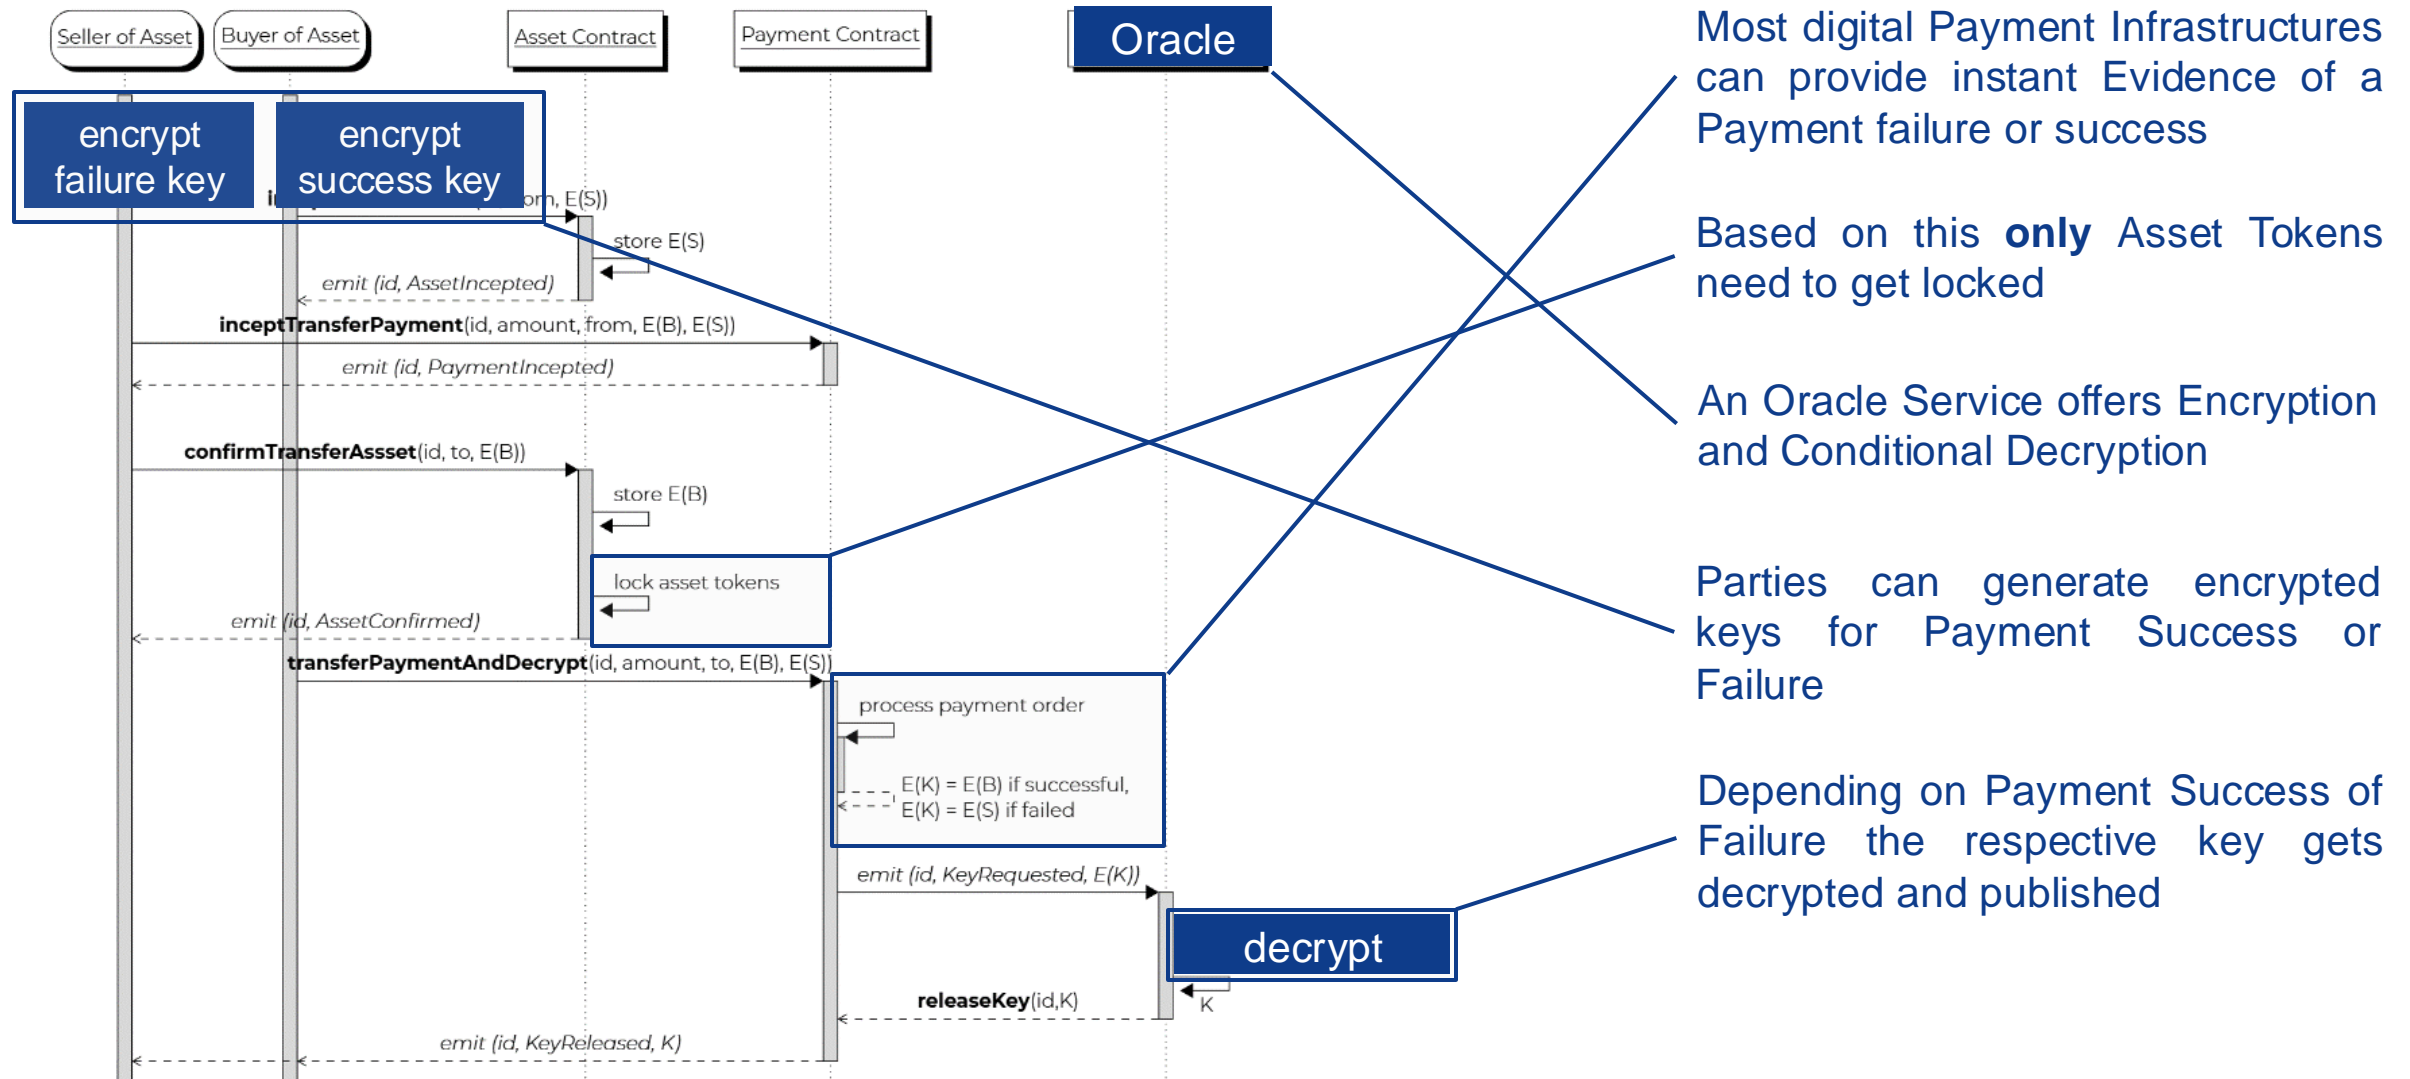 Seller of Asset
Buyer of Asset
Asset Contract
Payment Contract
Oracle
encrypt
failure key
encrypt
success key
E(S))
store E(S)
emit (id, AssetIncepted)
inceptTransferPayment(id, amount, from, E(B), E(S))
emit (id, PaymentIncepted)
confirmTransferAssset(id, to, E(B))
store E(B)
lock asset tokens
emit (id, AssetConfirmed)
transferPaymentAndDecrypt(id, amount, to, E(B), E(S))
process payment order
E(K) = E(B) if successful,
E(K) = E(S) if failed
emit (id, KeyRequested, E(K))
decrypt
K
releaseKey(id,K)
emit (id, KeyReleased, K)
Most digital Payment Infrastructures
can provide instant Evidence of a
Payment failure or success
Based on this only Asset Tokens
need to get locked
An Oracle Service offers Encryption
and Conditional Decryption
Parties can generate encrypted
keys for Payment Success or
Failure
Depending on Payment Success of
Failure the respective key gets
decrypted and published